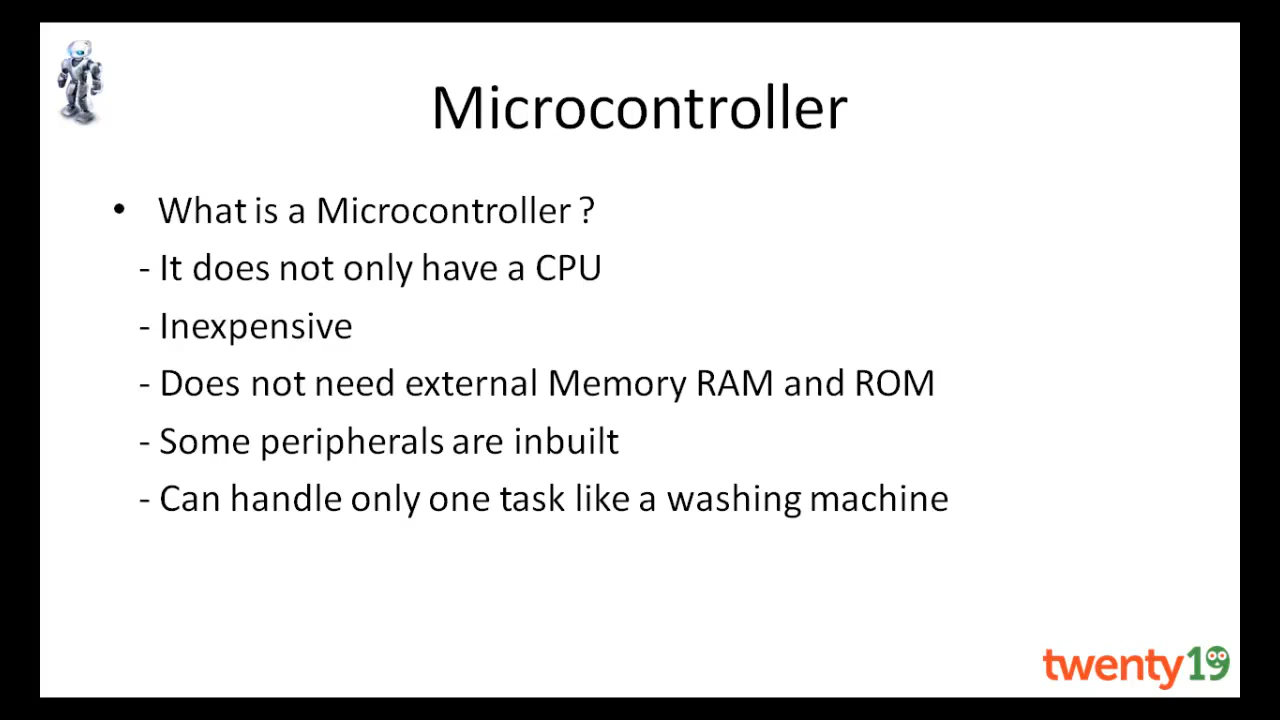 Microcontroller
• What is a Microcontroller ?
- It does not only have a CPU
- Inexpensive
- Does not need external Memory RAM and ROM
- Some peripherals are inbuilt
- Can handle only one task like a washing machine
twenty19